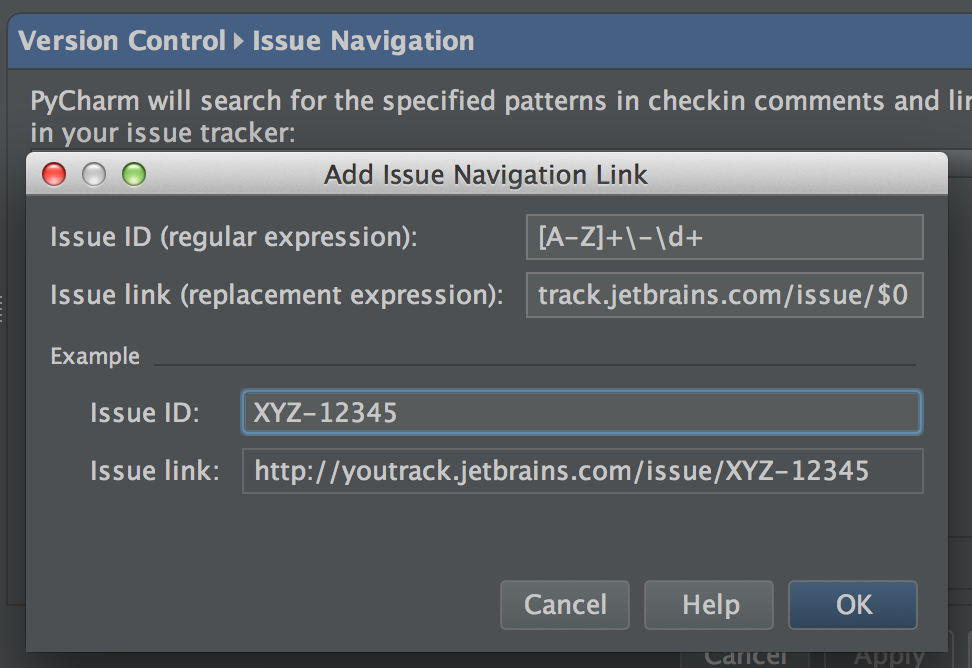 Version Control ▸ Issue Navigation
PyCharm will search for the specified patterns in checkin comments and
in your issue tracker:
Add Issue Navigation Link
Issue ID (regular expression): [A-Z]+\-\d+
Issue link (replacement expression): track.jetbrains.com/issue/$0
Example
Issue ID: XYZ-12345
Issue link: http://youtrack.jetbrains.com/issue/XYZ-12345
Cancel Help OK
Cancel Apply